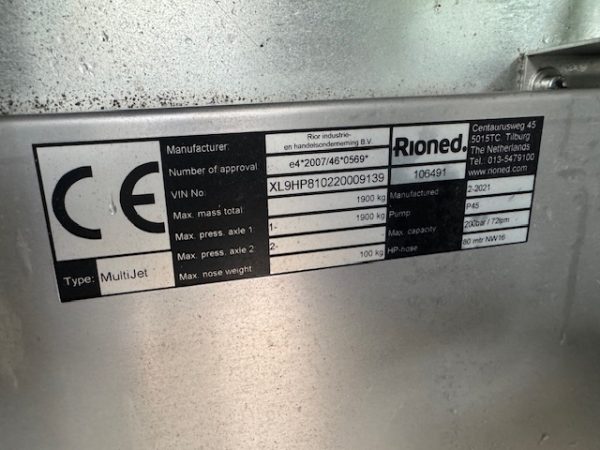 CE
Type: MultiJet
Manufacturer: Rior industrie-
en handelsonderneming B.V.
Number of approval e4*2007/46*0569*
VIN No: XL9HP810220009139
Max. mass total 1900 kg
Max. press. axle 1 1- 1900 kg
Max. press. axle 2 2- -
Max. nose weight 100 kg
Rioned.
106491
Centaurusweg 45
5015TC, Tilburg
The Netherlands
Tel.: 013-5479100
www.rioned.com
Manufactured 2-2021
Pump P45
Max. capacity 200bar / 72lpm
HP-hose 80 mtr NW16